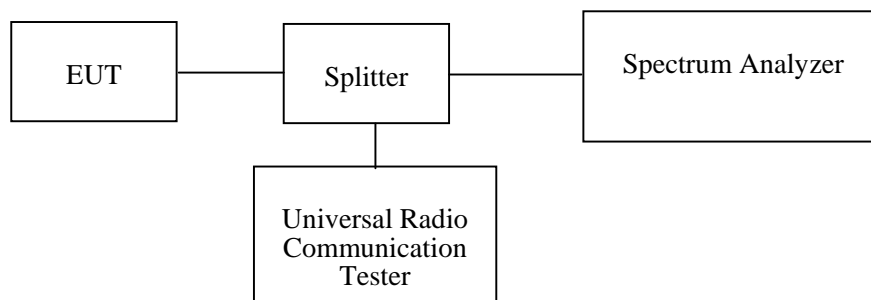 EUT
Splitter
Spectrum Analyzer
Universal Radio
Communication
Tester